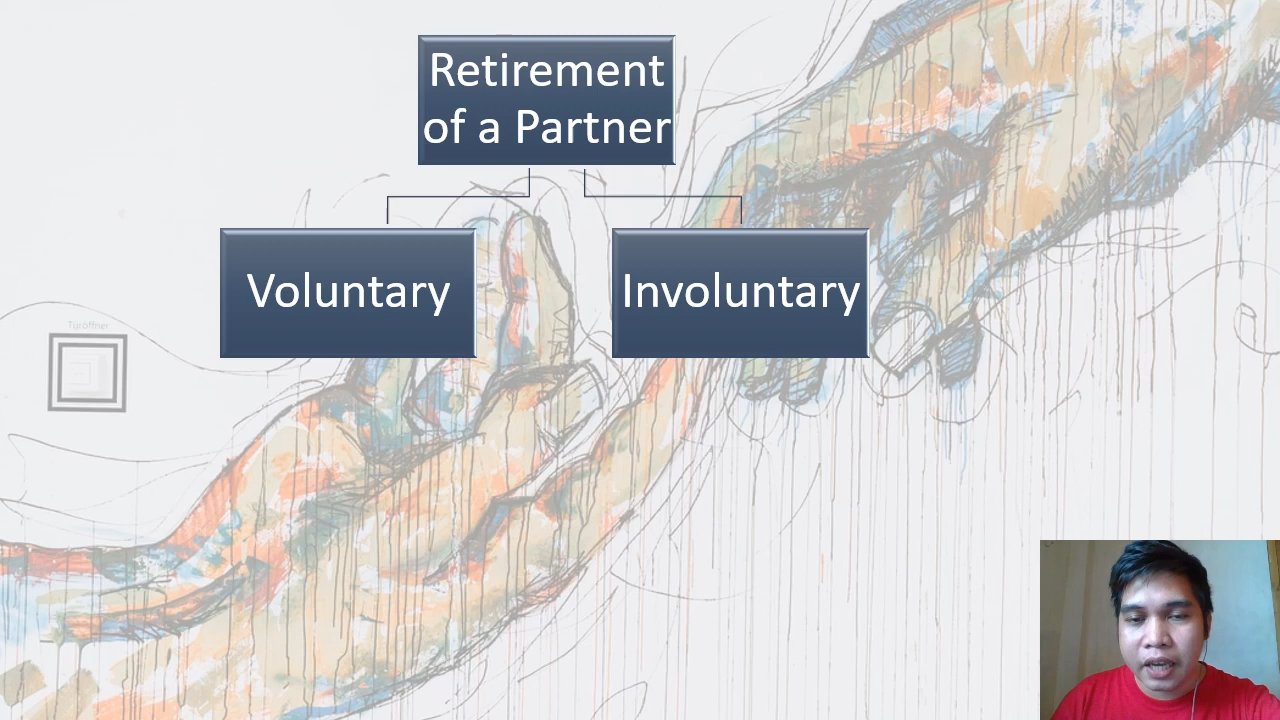 Retirement
of a Partner
Voluntary
Involuntary